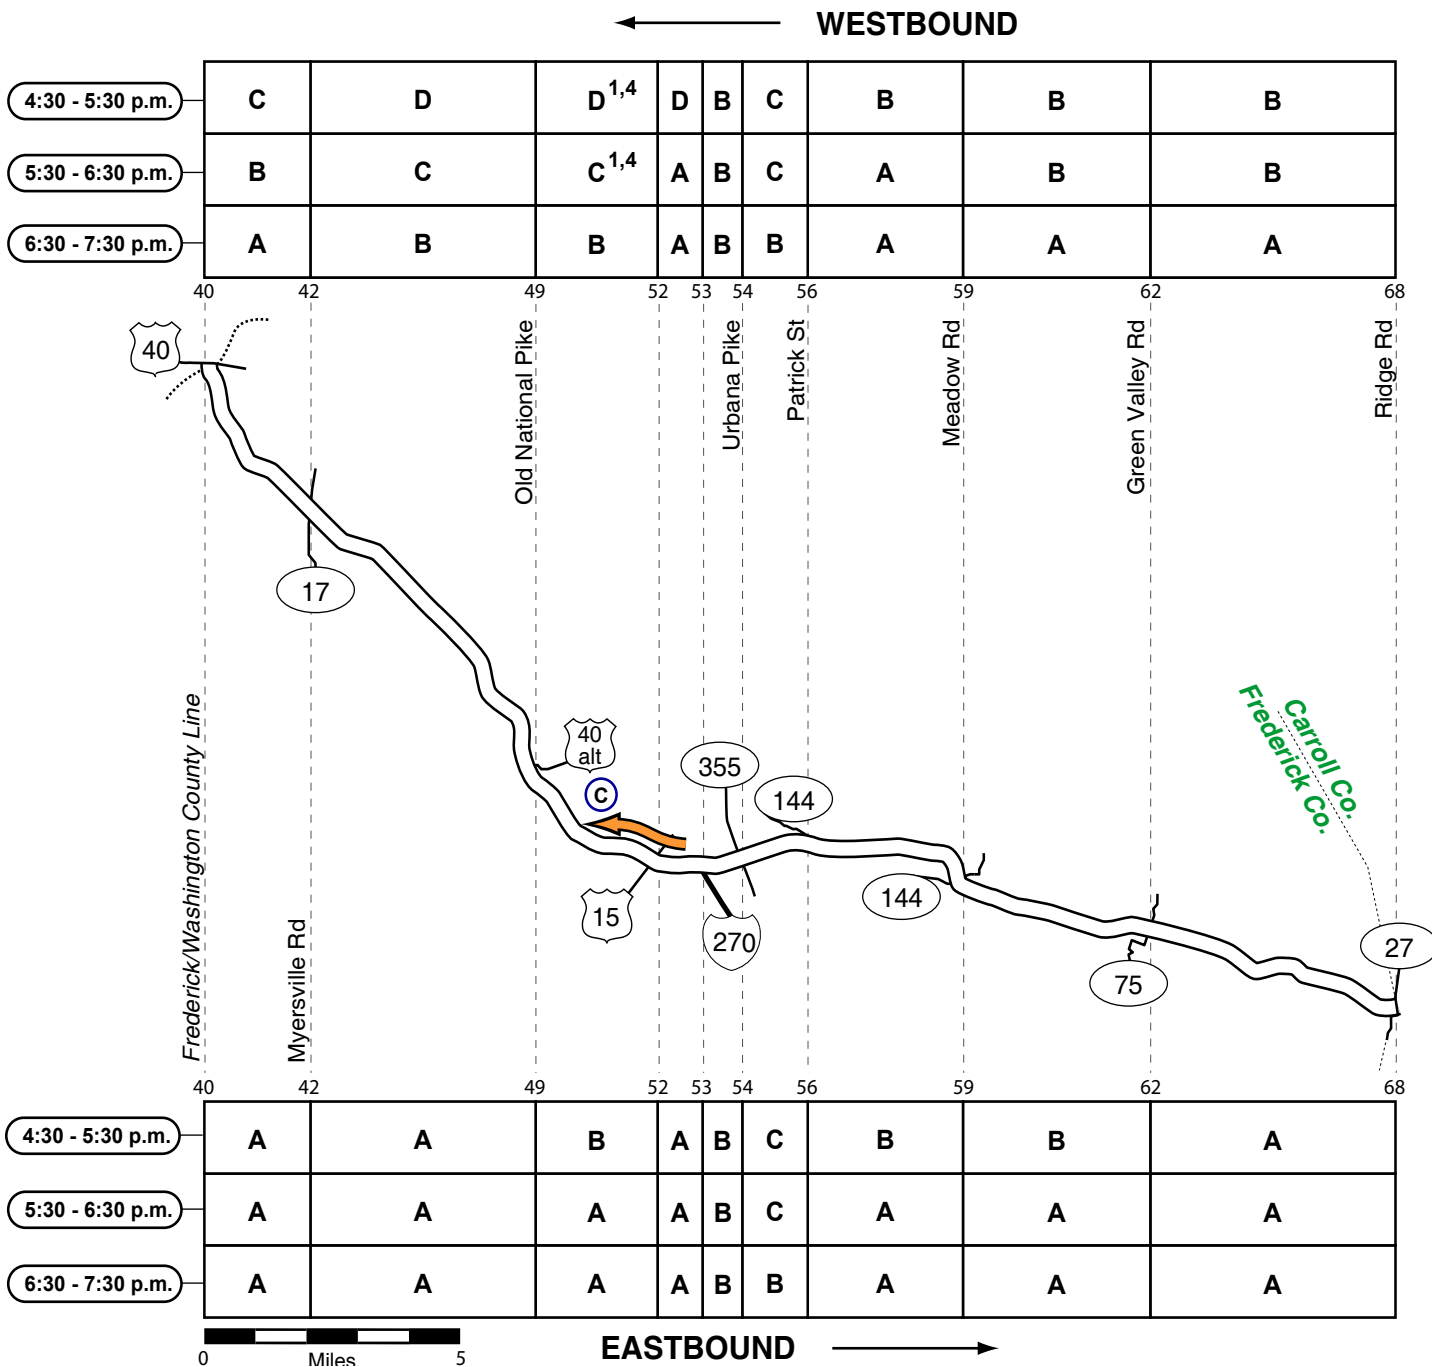 WESTBOUND
4:30 - 5:30 p.m. C D D 1,4 D B C B B B
5:30 - 6:30 p.m. B C C 1,4 A B C A B B
6:30 - 7:30 p.m. A B B A B B A A A
40 42 49 52 53 54 56 59 62 68
Frederick/Washington County Line
Myersville Rd
Old National Pike
Urbana Pike
Patrick St
Meadow Rd
Green Valley Rd
Ridge Rd
40
17
40
alt
C
355
144
15
270
144
75
27
Carroll Co.
Frederick Co.
40 42 49 52 53 54 56 59 62 68
4:30 - 5:30 p.m. A A B A B C B B A
5:30 - 6:30 p.m. A A A A B C A A A
6:30 - 7:30 p.m. A A A A B B A A A
0 Miles 5
EASTBOUND